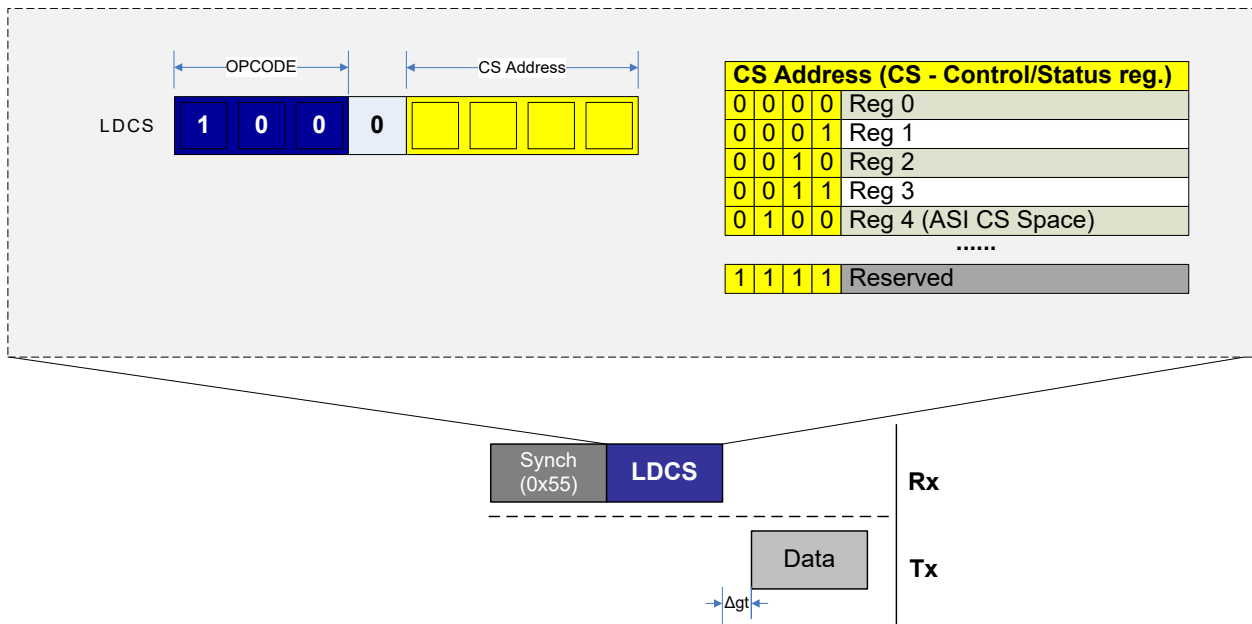 OPCODE
CS Address
LDCS
1 0 0 0
CS Address (CS - Control/Status reg.)
0 0 0 0 Reg 0
0 0 0 1 Reg 1
0 0 1 0 Reg 2
0 0 1 1 Reg 3
0 1 0 0 Reg 4 (ASI CS Space)
......
1 1 1 1 Reserved
Synch
(0x55)
LDCS
Rx
Data
Tx
Δgt